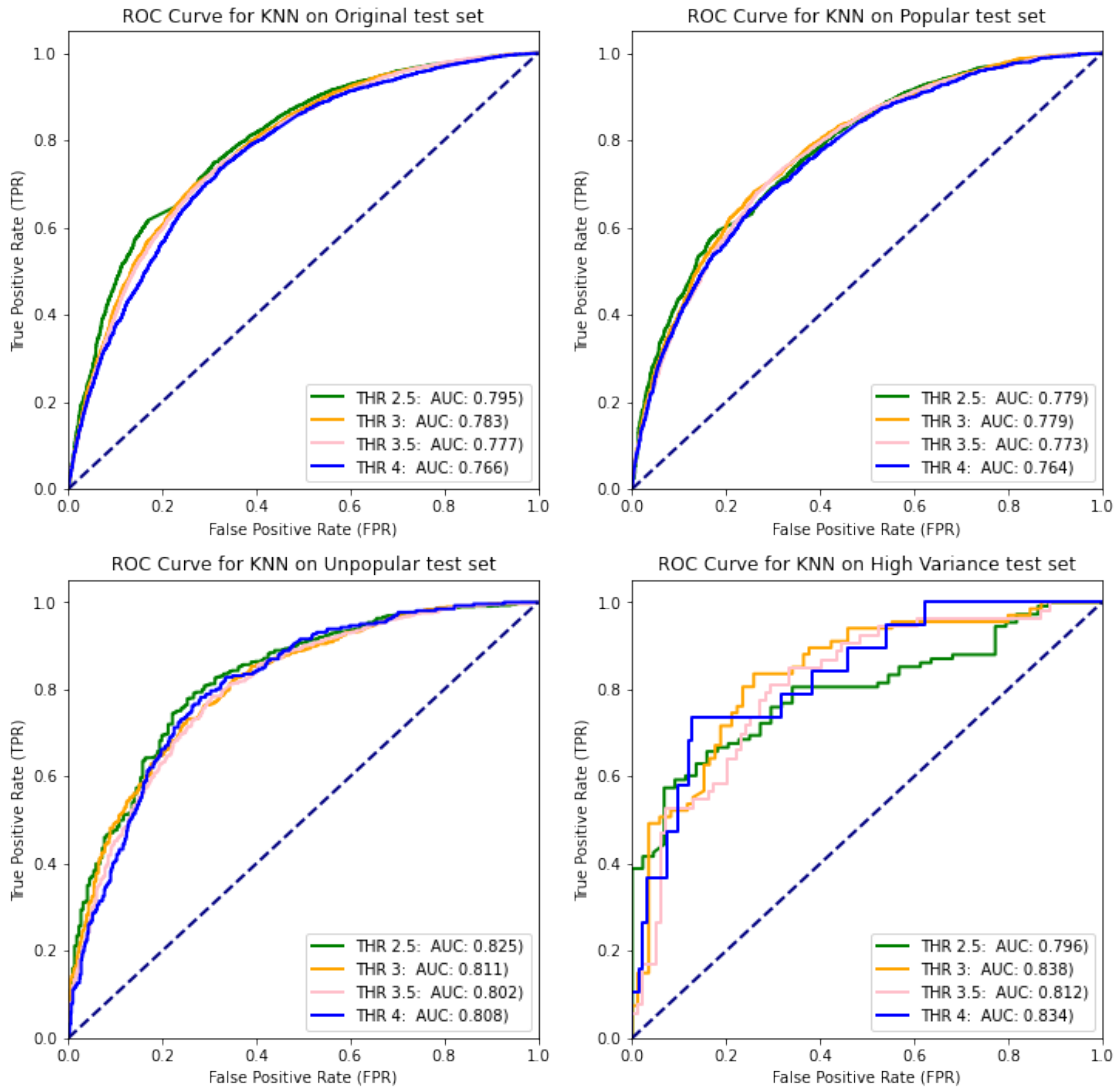 ROC Curve for KNN on Original test set
1.0
0.8
0.6
0.4
0.2
0.0
True Positive Rate (TPR)
THR 2.5:  AUC: 0.795)
THR 3:  AUC: 0.783)
THR 3.5:  AUC: 0.777)
THR 4:  AUC: 0.766)
0.0 0.2 0.4 0.6 0.8 1.0
False Positive Rate (FPR)
ROC Curve for KNN on Popular test set
1.0
0.8
0.6
0.4
0.2
0.0
True Positive Rate (TPR)
THR 2.5:  AUC: 0.779)
THR 3:  AUC: 0.779)
THR 3.5:  AUC: 0.773)
THR 4:  AUC: 0.764)
0.0 0.2 0.4 0.6 0.8 1.0
False Positive Rate (FPR)
ROC Curve for KNN on Unpopular test set
1.0
0.8
0.6
0.4
0.2
0.0
True Positive Rate (TPR)
THR 2.5:  AUC: 0.825)
THR 3:  AUC: 0.811)
THR 3.5:  AUC: 0.802)
THR 4:  AUC: 0.808)
0.0 0.2 0.4 0.6 0.8 1.0
False Positive Rate (FPR)
ROC Curve for KNN on High Variance test set
1.0
0.8
0.6
0.4
0.2
0.0
True Positive Rate (TPR)
THR 2.5:  AUC: 0.796)
THR 3:  AUC: 0.838)
THR 3.5:  AUC: 0.812)
THR 4:  AUC: 0.834)
0.0 0.2 0.4 0.6 0.8 1.0
False Positive Rate (FPR)